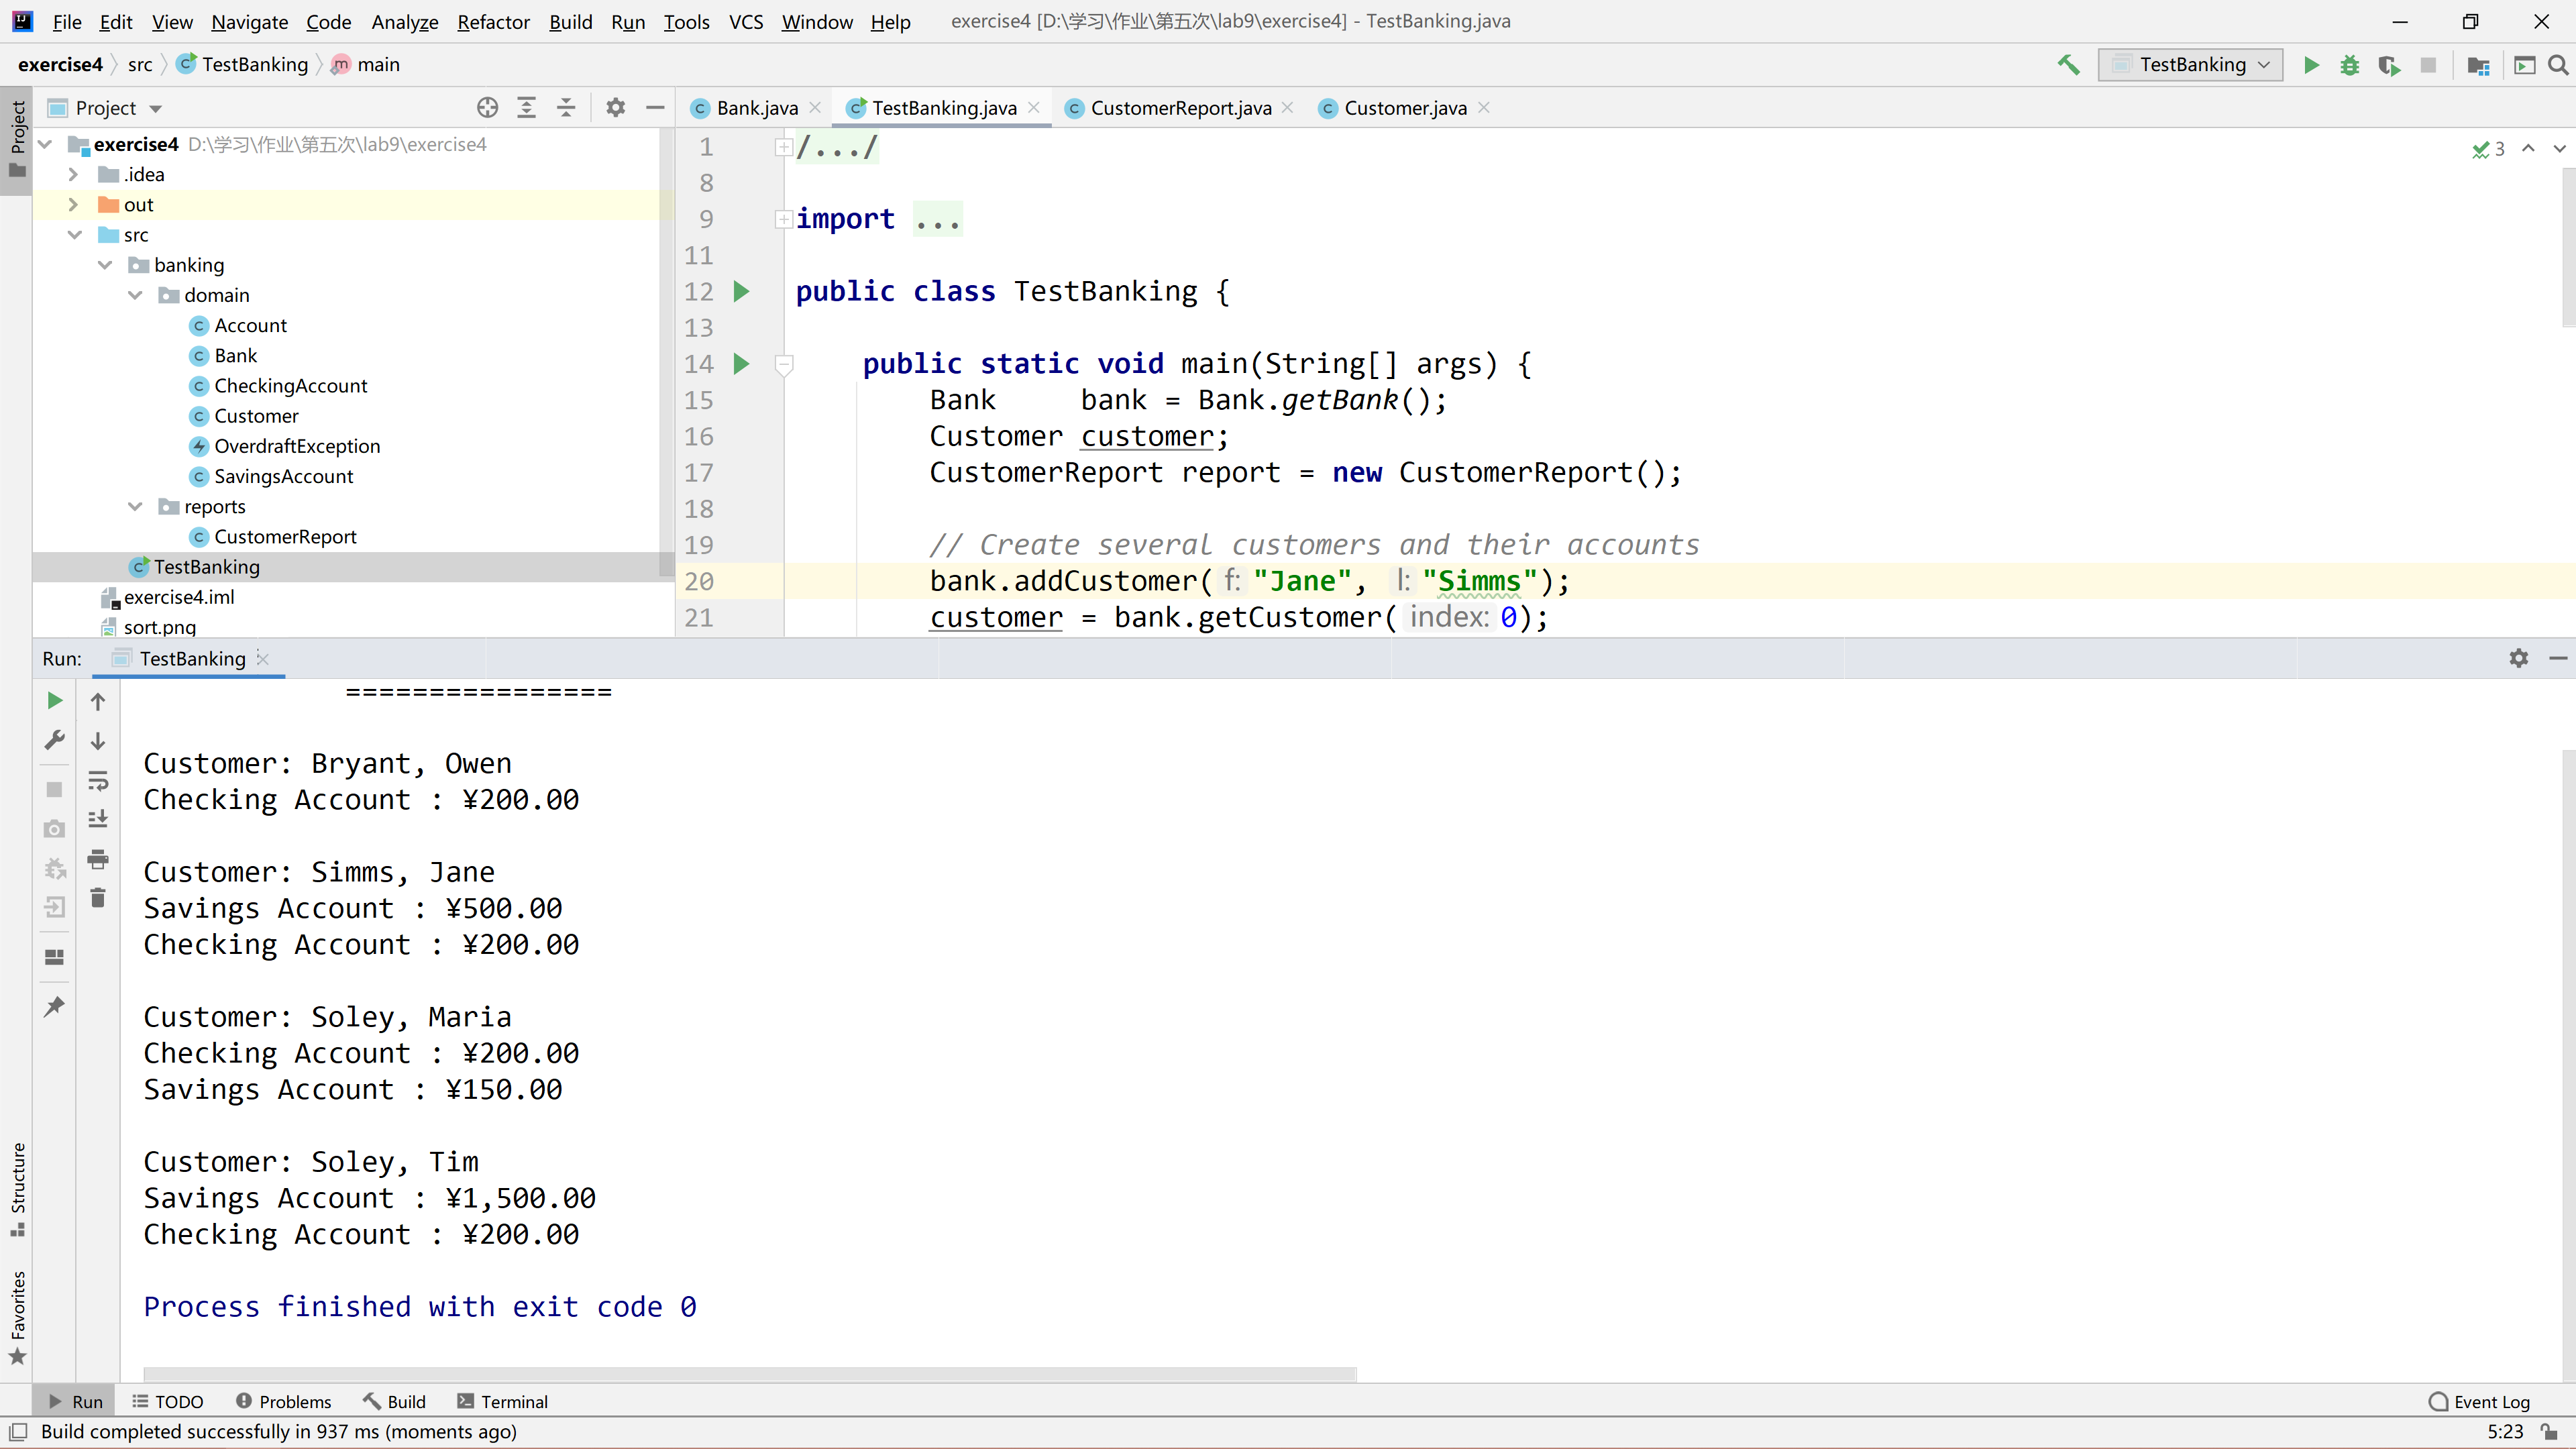 File Edit View Navigate Code Analyze Refactor Build Run Tools VCS Window Help exercise4 [D:\学习\作业\第五次\lab9\exercise4] - TestBanking.java
exercise4 src TestBanking main TestBanking
Project
Project
Bank.java TestBanking.java CustomerReport.java Customer.java
exercise4 D:\学习\作业\第五次\lab9\exercise4
.idea
out
src
banking
domain
Account
Bank
CheckingAccount
Customer
OverdraftException
SavingsAccount
reports
CustomerReport
TestBanking
exercise4.iml
sort.png
1 /.../
8
9 import ...
11
12 public class TestBanking {
13
14 public static void main(String[] args) {
15 Bank bank = Bank.getBank();
16 Customer customer;
17 CustomerReport report = new CustomerReport();
18
19 // Create several customers and their accounts
20 bank.addCustomer( f: "Jane", l: "Simms");
21 customer = bank.getCustomer( index: 0);
3
Run: TestBanking
================
Customer: Bryant, Owen
Checking Account : ¥200.00
Customer: Simms, Jane
Savings Account : ¥500.00
Checking Account : ¥200.00
Customer: Soley, Maria
Checking Account : ¥200.00
Savings Account : ¥150.00
Customer: Soley, Tim
Savings Account : ¥1,500.00
Checking Account : ¥200.00
Process finished with exit code 0
Structure
Favorites
Run TODO Problems Build Terminal Event Log
Build completed successfully in 937 ms (moments ago) 5:23